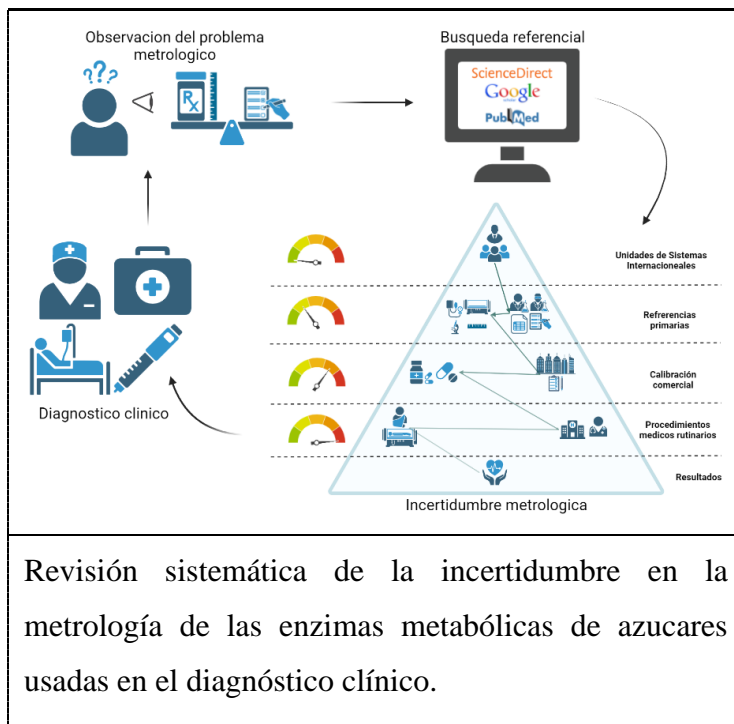 Observacion del problema
metrologico
???
Rx
Busqueda referencial
ScienceDirect
Google
PubMed
Unidades de Sistemas
Internacioneales
Refrerencias
primarias
Calibración
comercial
Procedimientos
medicos rutinarios
Resultados
Diagnostico clinico
Incertidumbre metrologica
Revisión sistemática de la incertidumbre en la
metrología de las enzimas metabólicas de azucares
usadas en el diagnóstico clínico.